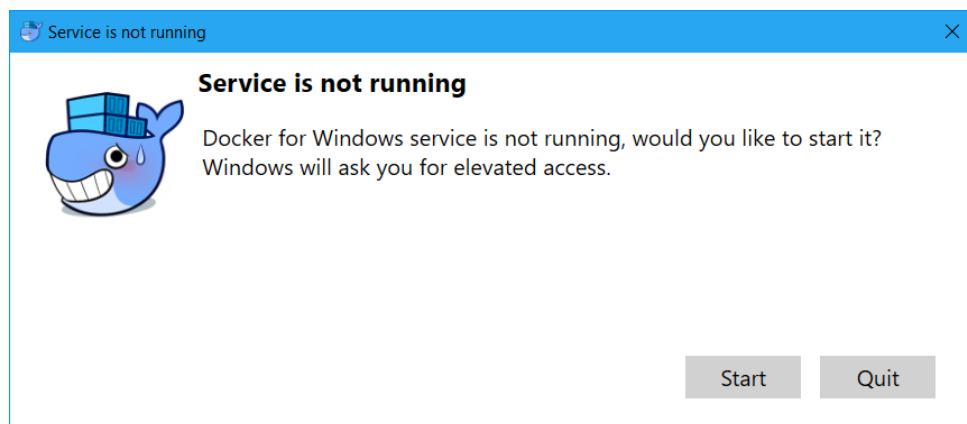 Service is not running
Service is not running
Docker for Windows service is not running, would you like to start it?
Windows will ask you for elevated access.
Start Quit